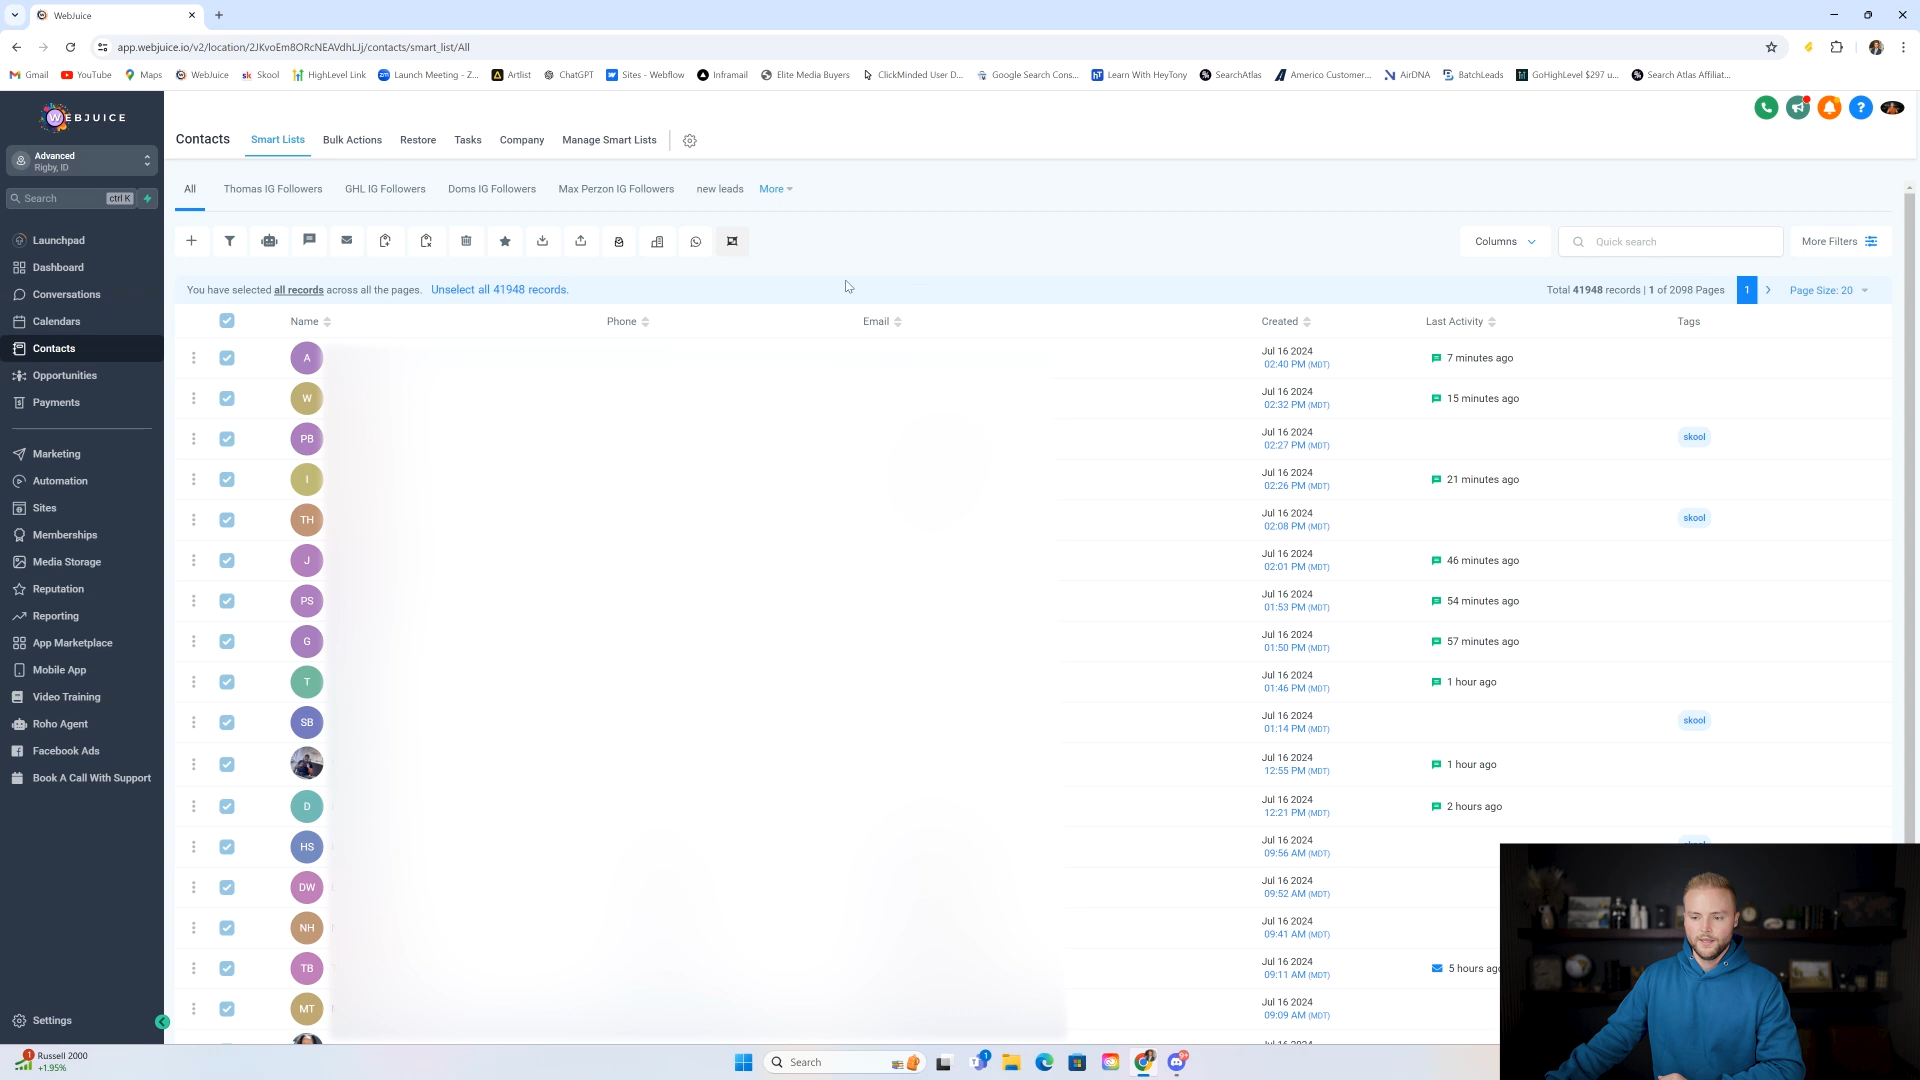 WebJuice
app.webjuice.io/v2/location/2JKvoEm8ORcNEAVdhLJj/contacts/smart_list/All
Gmail YouTube Maps WebJuice Skool HighLevel Link Launch Meeting - Z... Artlist ChatGPT Sites - Webflow Inframail Elite Media Buyers ClickMinded User D... Google Search Cons... Learn With HeyTony SearchAtlas Americo Customer... AirDNA BatchLeads GoHighLevel $297 u... Search Atlas Affiliat...
WEBJUICE
Advanced
Rigby, ID
Search ctrl K
Launchpad
Dashboard
Conversations
Calendars
Contacts
Opportunities
Payments
Marketing
Automation
Sites
Memberships
Media Storage
Reputation
Reporting
App Marketplace
Mobile App
Video Training
Roho Agent
Facebook Ads
Book A Call With Support
Settings
Contacts Smart Lists Bulk Actions Restore Tasks Company Manage Smart Lists
All Thomas IG Followers GHL IG Followers Doms IG Followers Max Perzon IG Followers new leads More
Columns Quick search More Filters
You have selected all records across all the pages. Unselect all 41948 records. Total 41948 records | 1 of 2098 Pages 1 Page Size: 20
Name Phone Email Created Last Activity Tags
A Jul 16 2024 7 minutes ago
02:40 PM (MDT)
W Jul 16 2024 15 minutes ago
02:32 PM (MDT)
PB Jul 16 2024 skool
02:27 PM (MDT)
I Jul 16 2024 21 minutes ago
02:26 PM (MDT)
TH Jul 16 2024 skool
02:08 PM (MDT)
J Jul 16 2024 46 minutes ago
02:01 PM (MDT)
PS Jul 16 2024 54 minutes ago
01:53 PM (MDT)
G Jul 16 2024 57 minutes ago
01:50 PM (MDT)
T Jul 16 2024 1 hour ago
01:46 PM (MDT)
SB Jul 16 2024 skool
01:14 PM (MDT)
Jul 16 2024 1 hour ago
12:55 PM (MDT)
D Jul 16 2024 2 hours ago
12:21 PM (MDT)
HS Jul 16 2024
09:56 AM (MDT)
DW Jul 16 2024
09:52 AM (MDT)
NH Jul 16 2024
09:41 AM (MDT)
TB Jul 16 2024 5 hours ago
09:11 AM (MDT)
MT Jul 16 2024
09:09 AM (MDT)
Russell 2000
+1.95%
Search